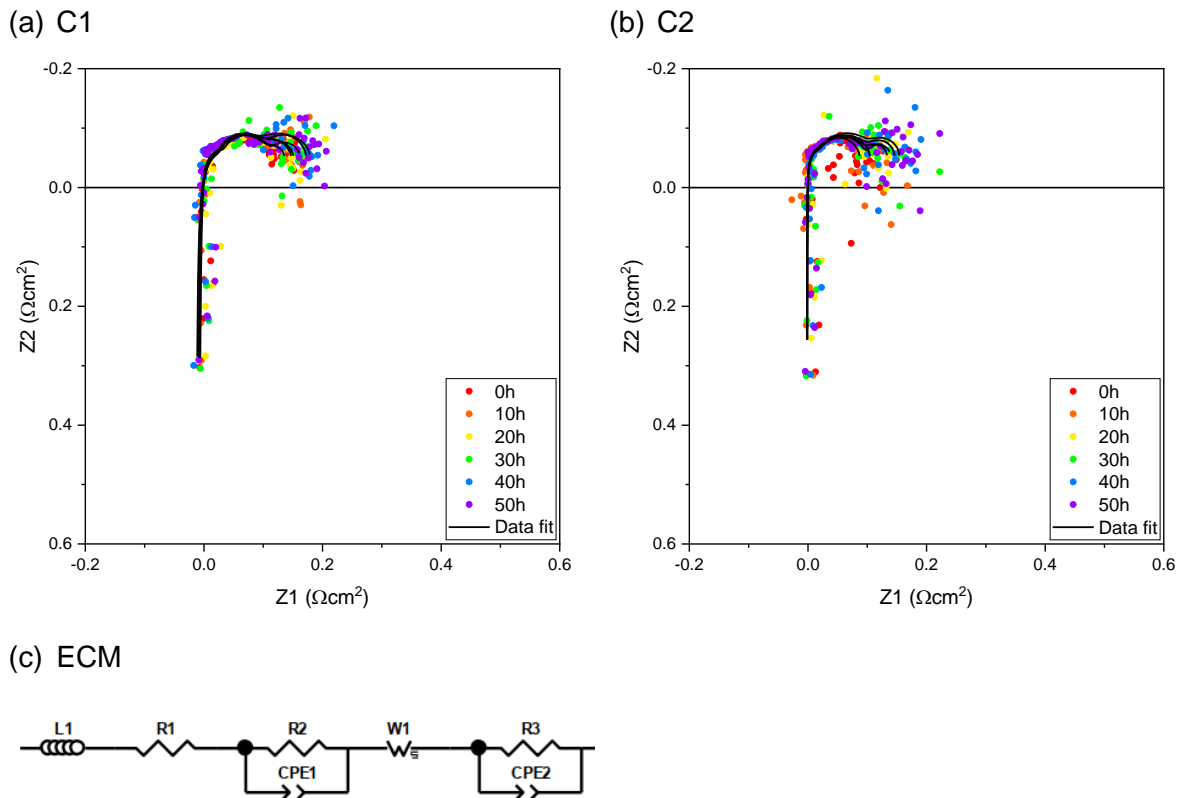 (a) C1
-0.2
0.0
0.2
0.4
0.6
Z2 (Ωcm²)
-0.2 0.0 0.2 0.4 0.6
Z1 (Ωcm²)
0h
10h
20h
30h
40h
50h
Data fit
(b) C2
-0.2
0.0
0.2
0.4
0.6
Z2 (Ωcm²)
-0.2 0.0 0.2 0.4 0.6
Z1 (Ωcm²)
0h
10h
20h
30h
40h
50h
Data fit
(c) ECM
L1 R1 R2 W1 R3
CPE1 CPE2